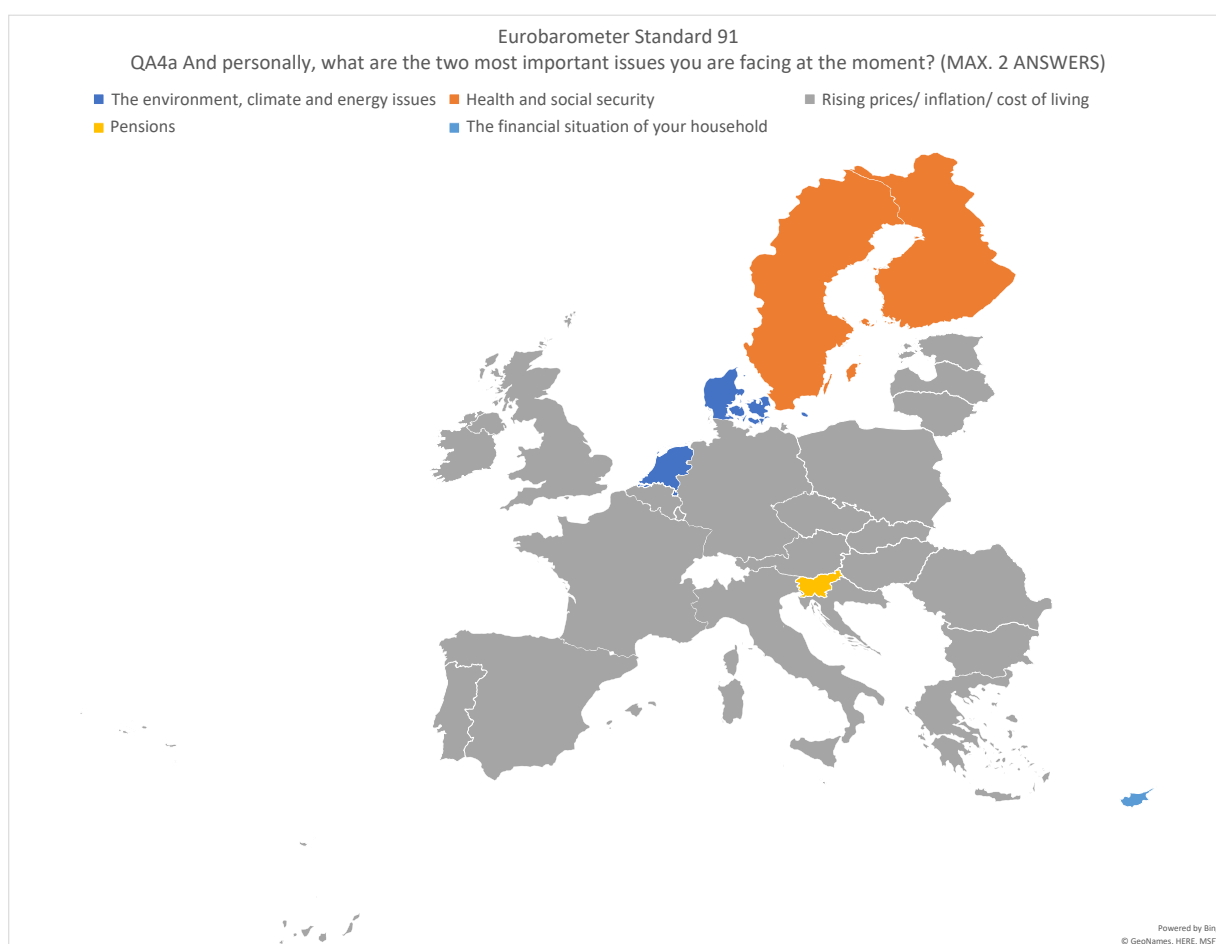 Eurobarometer Standard 91
QA4a And personally, what are the two most important issues you are facing at the moment? (MAX. 2 ANSWERS)
The environment, climate and energy issues Health and social security Rising prices/ inflation/ cost of living
Pensions The financial situation of your household
Powered by Bin
© GeoNames, HERE, MSF